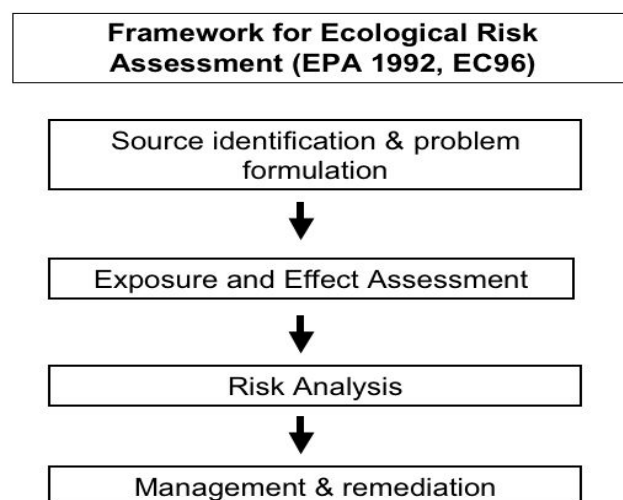 Framework for Ecological Risk
Assessment (EPA 1992, EC96)
Source identification & problem
formulation
Exposure and Effect Assessment
Risk Analysis
Management & remediation